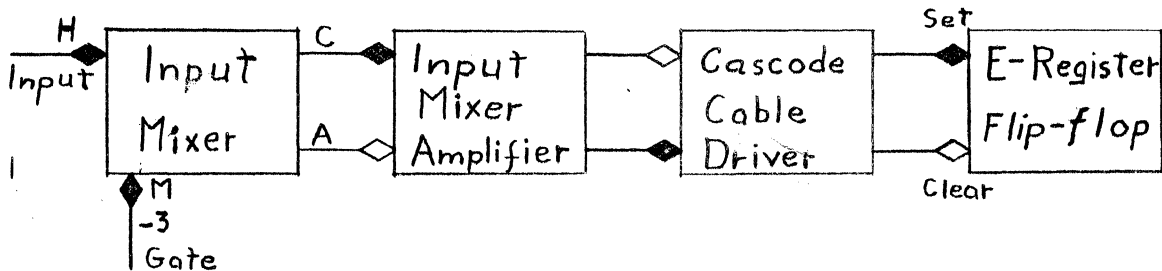 H
Input
Input
Mixer
M
-3
Gate
C
A
Input
Mixer
Amplifier
Cascode
Cable
Driver
Set
Clear
E-Register
Flip-flop